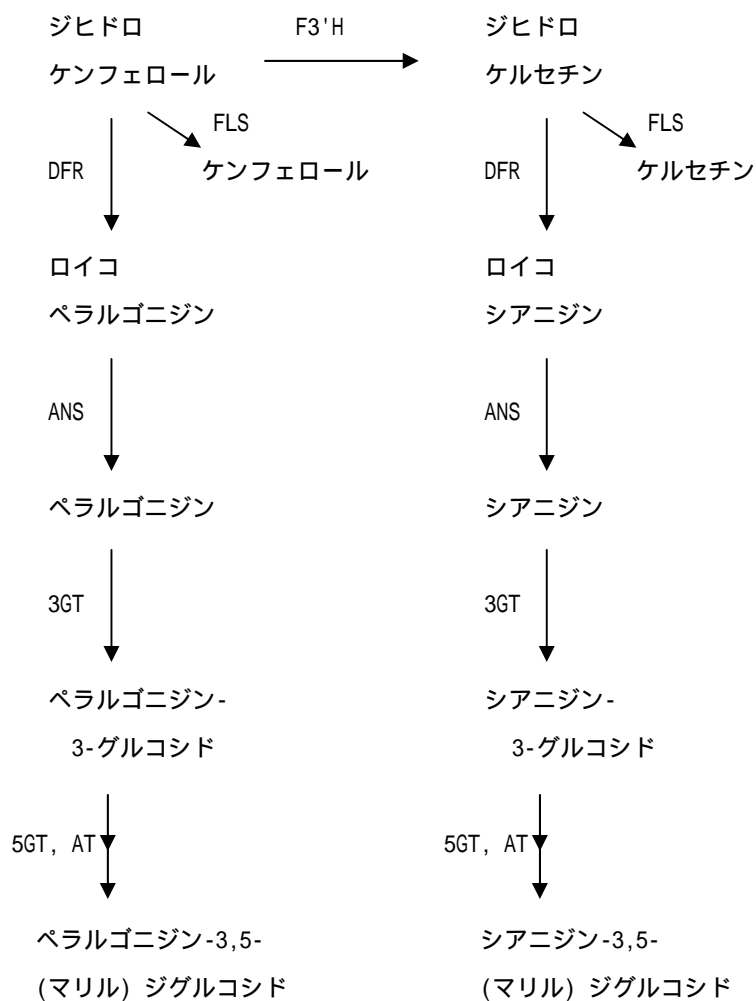 ジヒドロ
ケンフェロール
F3'H
ジヒドロ
ケルセチン
FLS
ケンフェロール
DFR
FLS
ケルセチン
DFR
ロイコ
ペラルゴニジン
ロイコ
シアニジン
ANS
ANS
ペラルゴニジン
シアニジン
3GT
3GT
ペラルゴニジン-
3-グルコシド
シアニジン-
3-グルコシド
5GT, AT
5GT, AT
ペラルゴニジン-3,5-
(マリル) ジグルコシド
シアニジン-3,5-
(マリル) ジグルコシド